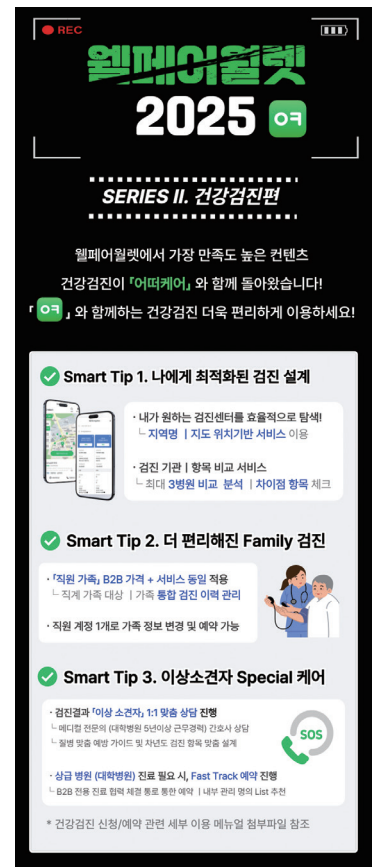 REC
웰페어월렛
2025 어ㅋ
SERIES II. 건강검진편
웰페어월렛에서 가장 만족도 높은 컨텐츠
건강검진이 「어떠케어」 와 함께 돌아왔습니다!
「어ㅋ」와 함께하는 건강검진 더욱 편리하게 이용하세요!
Smart Tip 1. 나에게 최적화된 검진 설계
· 내가 원하는 검진센터를 효율적으로 탐색!
└ 지역명 | 지도 위치기반 서비스 이용
· 검진 기관 | 항목 비교 서비스
└ 최대 3병원 비교 분석 | 차이점 항목 체크
Smart Tip 2. 더 편리해진 Family 검진
· 「직원 가족」 B2B 가격 + 서비스 동일 적용
└ 직계 가족 대상 | 가족 통합 검진 이력 관리
· 직원 계정 1개로 가족 정보 변경 및 예약 가능
Smart Tip 3. 이상소견자 Special 케어
· 검진결과 「이상 소견자」 1:1 맞춤 상담 진행
└ 메디컬 전문의 (대학병원 5년이상 근무경력) 간호사 상담
└ 질병 맞춤 예방 가이드 및 차년도 검진 항목 맞춤 설계
SOS
· 상급 병원 (대학병원) 진료 필요 시, Fast Track 예약 진행
└ B2B 전용 진료 협력 체결 통로 통한 예약 | 내부 관리 명의 List 추천
* 건강검진 신청/예약 관련 세부 이용 메뉴얼 첨부파일 참조